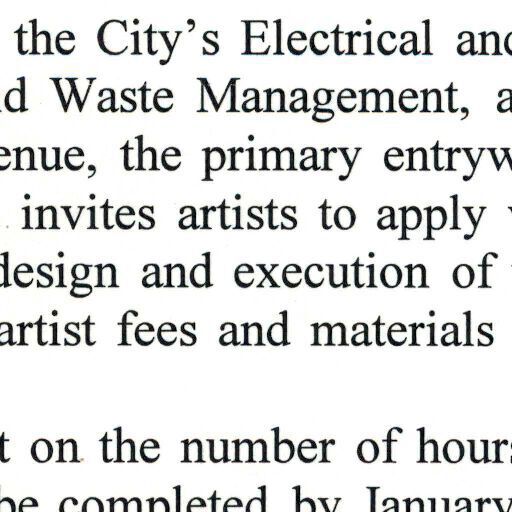 the City's Electrical and
d Waste Management, a
enue, the primary entryw
invites artists to apply
design and execution of
artist fees and materials
t on the number of hours
be completed by January